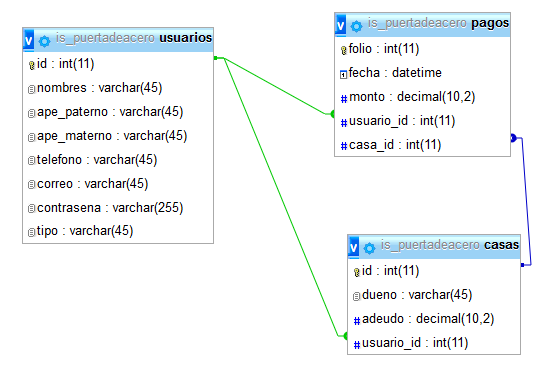 v is_puertadeacero usuarios
id : int(11)
nombres : varchar(45)
ape_paterno : varchar(45)
ape_materno : varchar(45)
telefono : varchar(45)
correo : varchar(45)
contrasena : varchar(255)
tipo : varchar(45)
v is_puertadeacero pagos
folio : int(11)
fecha : datetime
# monto : decimal(10,2)
# usuario_id : int(11)
# casa_id : int(11)
v is_puertadeacero casas
id : int(11)
dueno : varchar(45)
# adeudo : decimal(10,2)
# usuario_id : int(11)